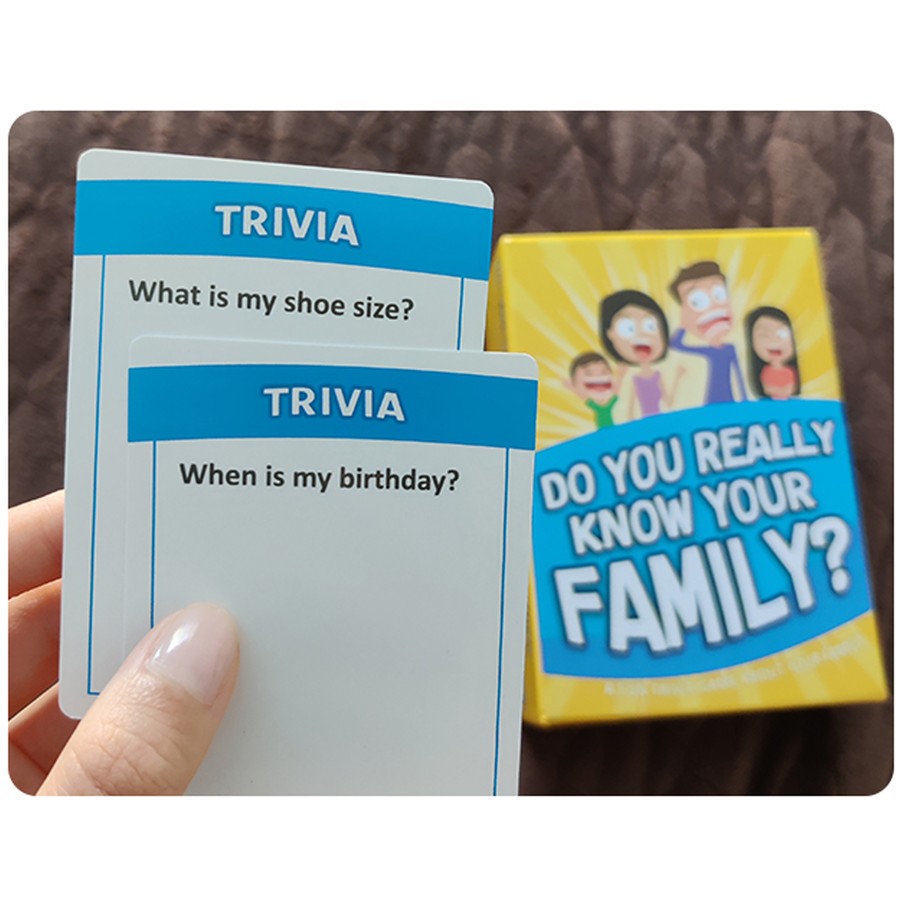 TRIVIA
What is my shoe size?
TRIVIA
When is my birthday?
DO YOU REALLY
KNOW YOUR
FAMILY?